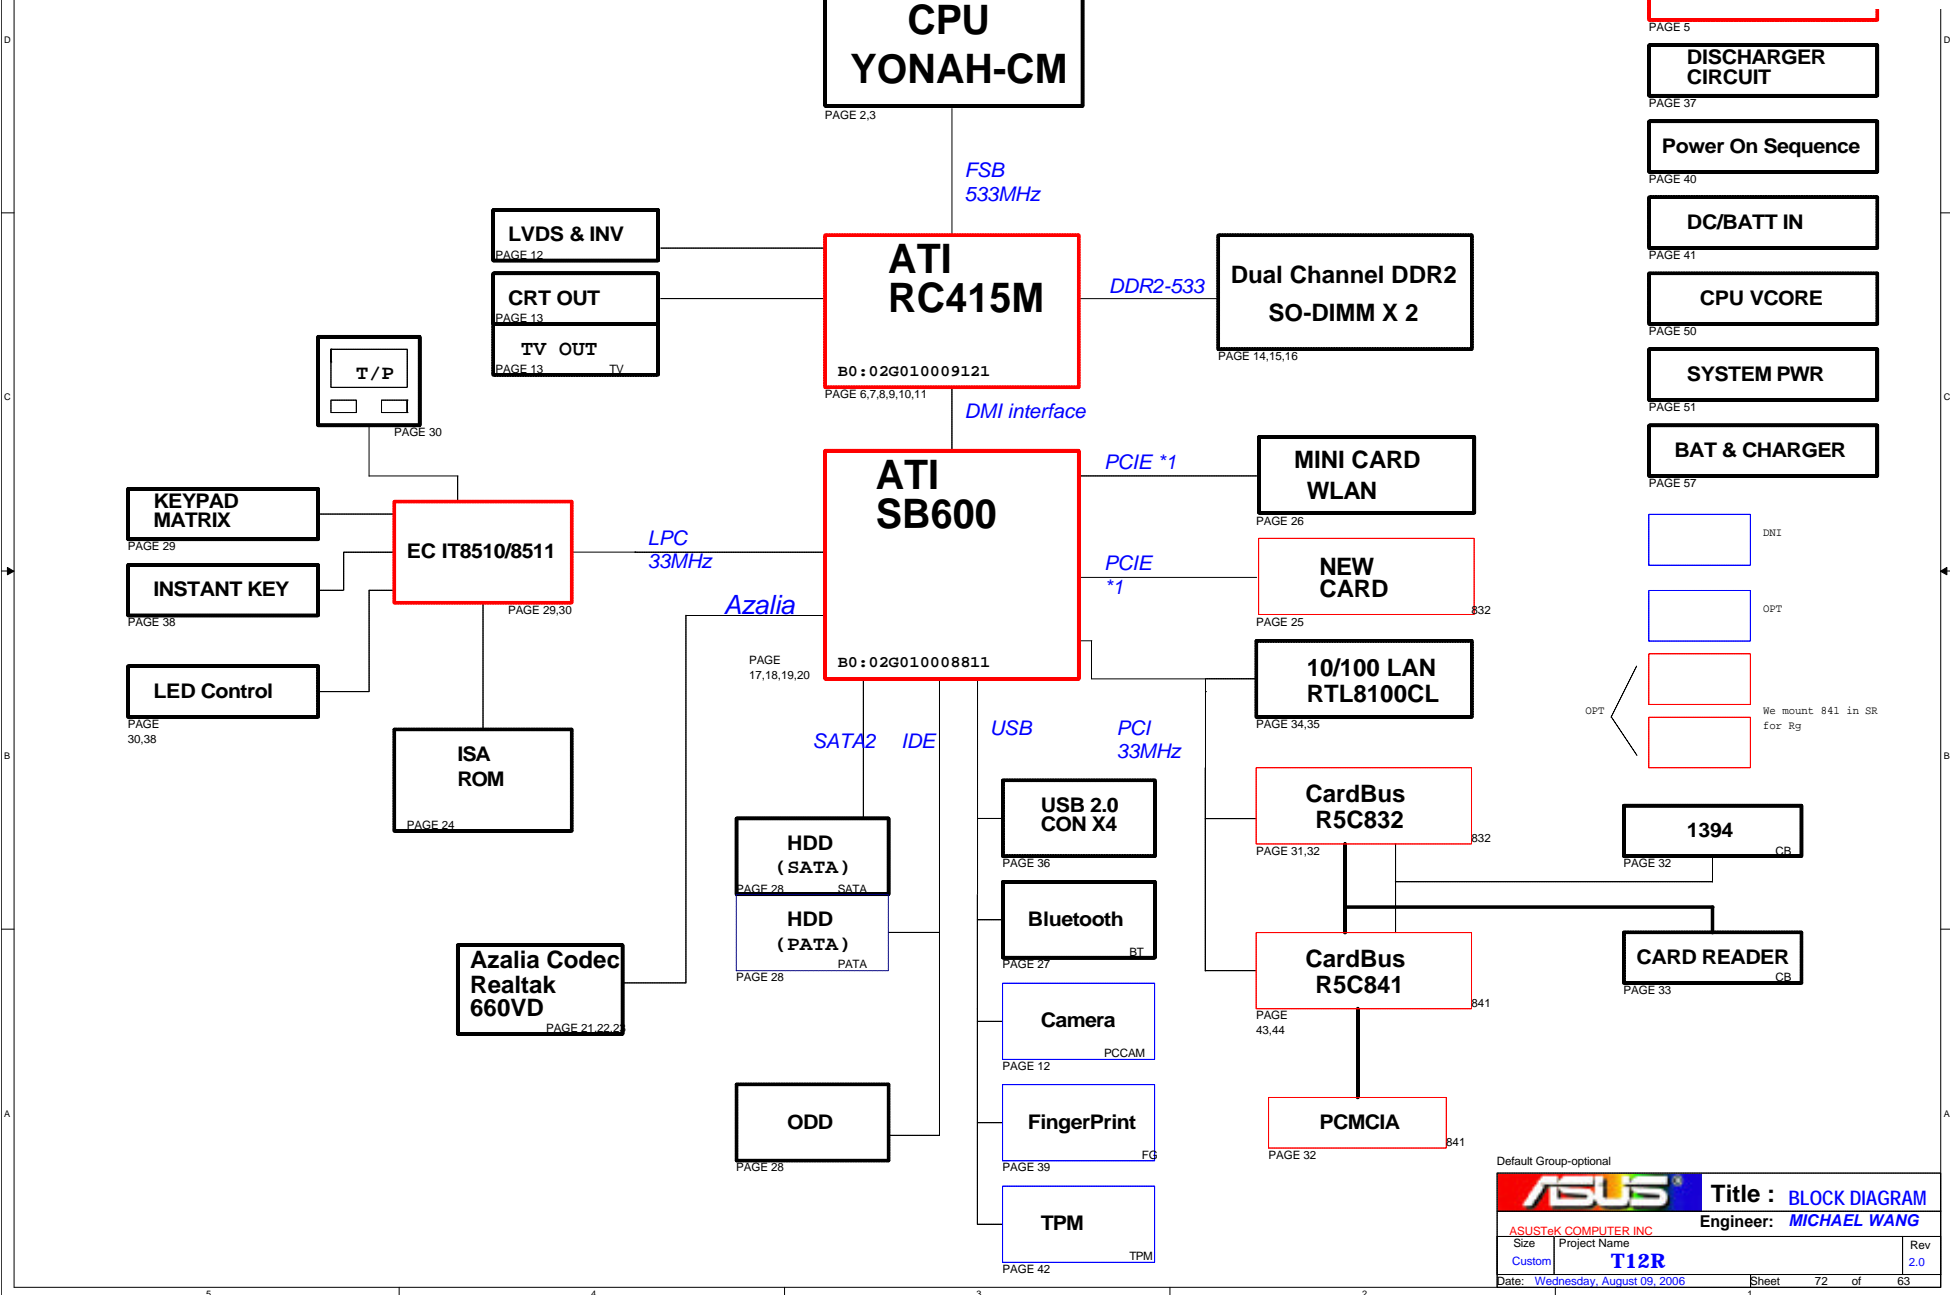 CPU
YONAH-CM
PAGE 2,3
FSB
533MHz
LVDS & INV
PAGE 12
CRT OUT
PAGE 13
TV OUT
PAGE 13
TV
ATI
RC415M
B0:02G010009121
PAGE 6,7,8,9,10,11
DDR2-533
Dual Channel DDR2
SO-DIMM X 2
PAGE 14,15,16
DMI interface
T/P
PAGE 30
KEYPAD
MATRIX
PAGE 29
INSTANT KEY
PAGE 38
LED Control
PAGE
30,38
EC IT8510/8511
PAGE 29,30
ISA
ROM
PAGE 24
LPC
33MHz
Azalia
ATI
SB600
B0:02G010008811
PAGE
17,18,19,20
PCIE *1
MINI CARD
WLAN
PAGE 26
PCIE
*1
NEW
CARD
832
PAGE 25
10/100 LAN
RTL8100CL
PAGE 34,35
SATA2
IDE
USB
PCI
33MHz
HDD
(SATA)
PAGE 28
SATA
HDD
(PATA)
PATA
PAGE 28
ODD
PAGE 28
Azalia Codec
Realtak
660VD
PAGE 21,22,23
USB 2.0
CON X4
PAGE 36
Bluetooth
BT
PAGE 27
Camera
PCCAM
PAGE 12
FingerPrint
FG
PAGE 39
TPM
TPM
PAGE 42
CardBus
R5C832
832
PAGE 31,32
CardBus
R5C841
841
PAGE
43,44
PCMCIA
841
PAGE 32
1394
CB
PAGE 32
CARD READER
CB
PAGE 33
PAGE 5
DISCHARGER
CIRCUIT
PAGE 37
Power On Sequence
PAGE 40
DC/BATT IN
PAGE 41
CPU VCORE
PAGE 50
SYSTEM PWR
PAGE 51
BAT & CHARGER
PAGE 57
DNI
OPT
OPT
We mount 841 in SR
for Rg
Default Group-optional
ASUS®
ASUSTeK COMPUTER INC
Title : BLOCK DIAGRAM
Engineer: MICHAEL WANG
Size
Custom
Project Name
T12R
Rev
2.0
Date: Wednesday, August 09, 2006
Sheet 72 of 63
D
C
B
A
D
C
B
A
5
4
3
2
1